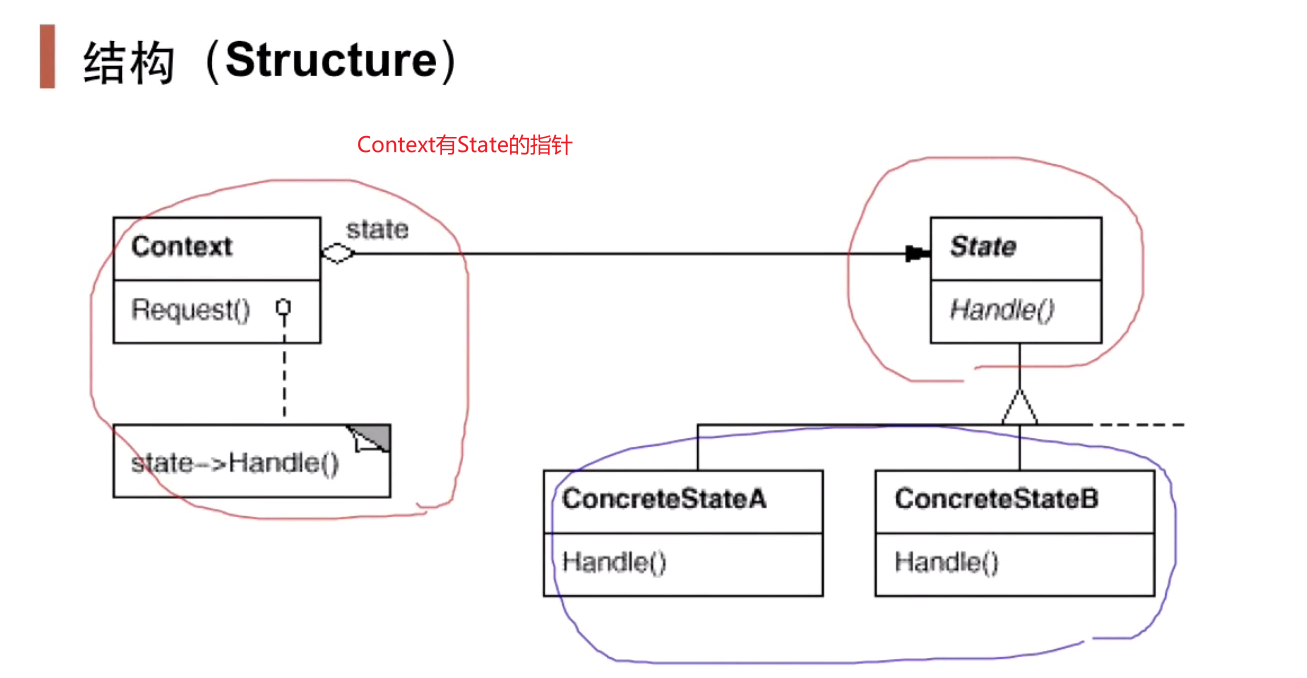 结构（Structure）
Context有State的指针
state
Context
State
Request()
Handle()
state->Handle()
ConcreteStateA
ConcreteStateB
Handle()
Handle()